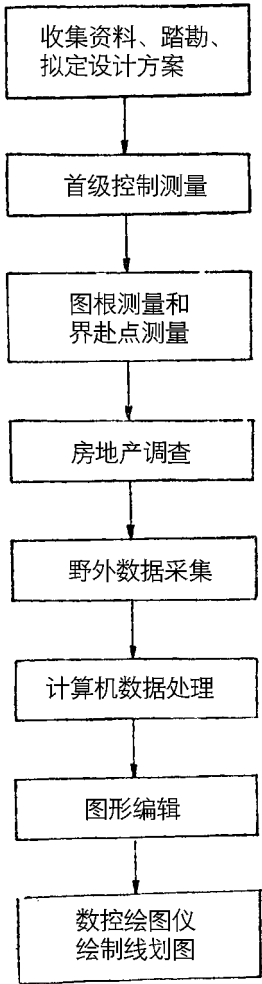 收集资料、踏勘、
拟定设计方案
首级控制测量
图根测量和
界赴点测量
房地产调查
野外数据采集
计算机数据处理
图形编辑
数控绘图仪
绘制线划图